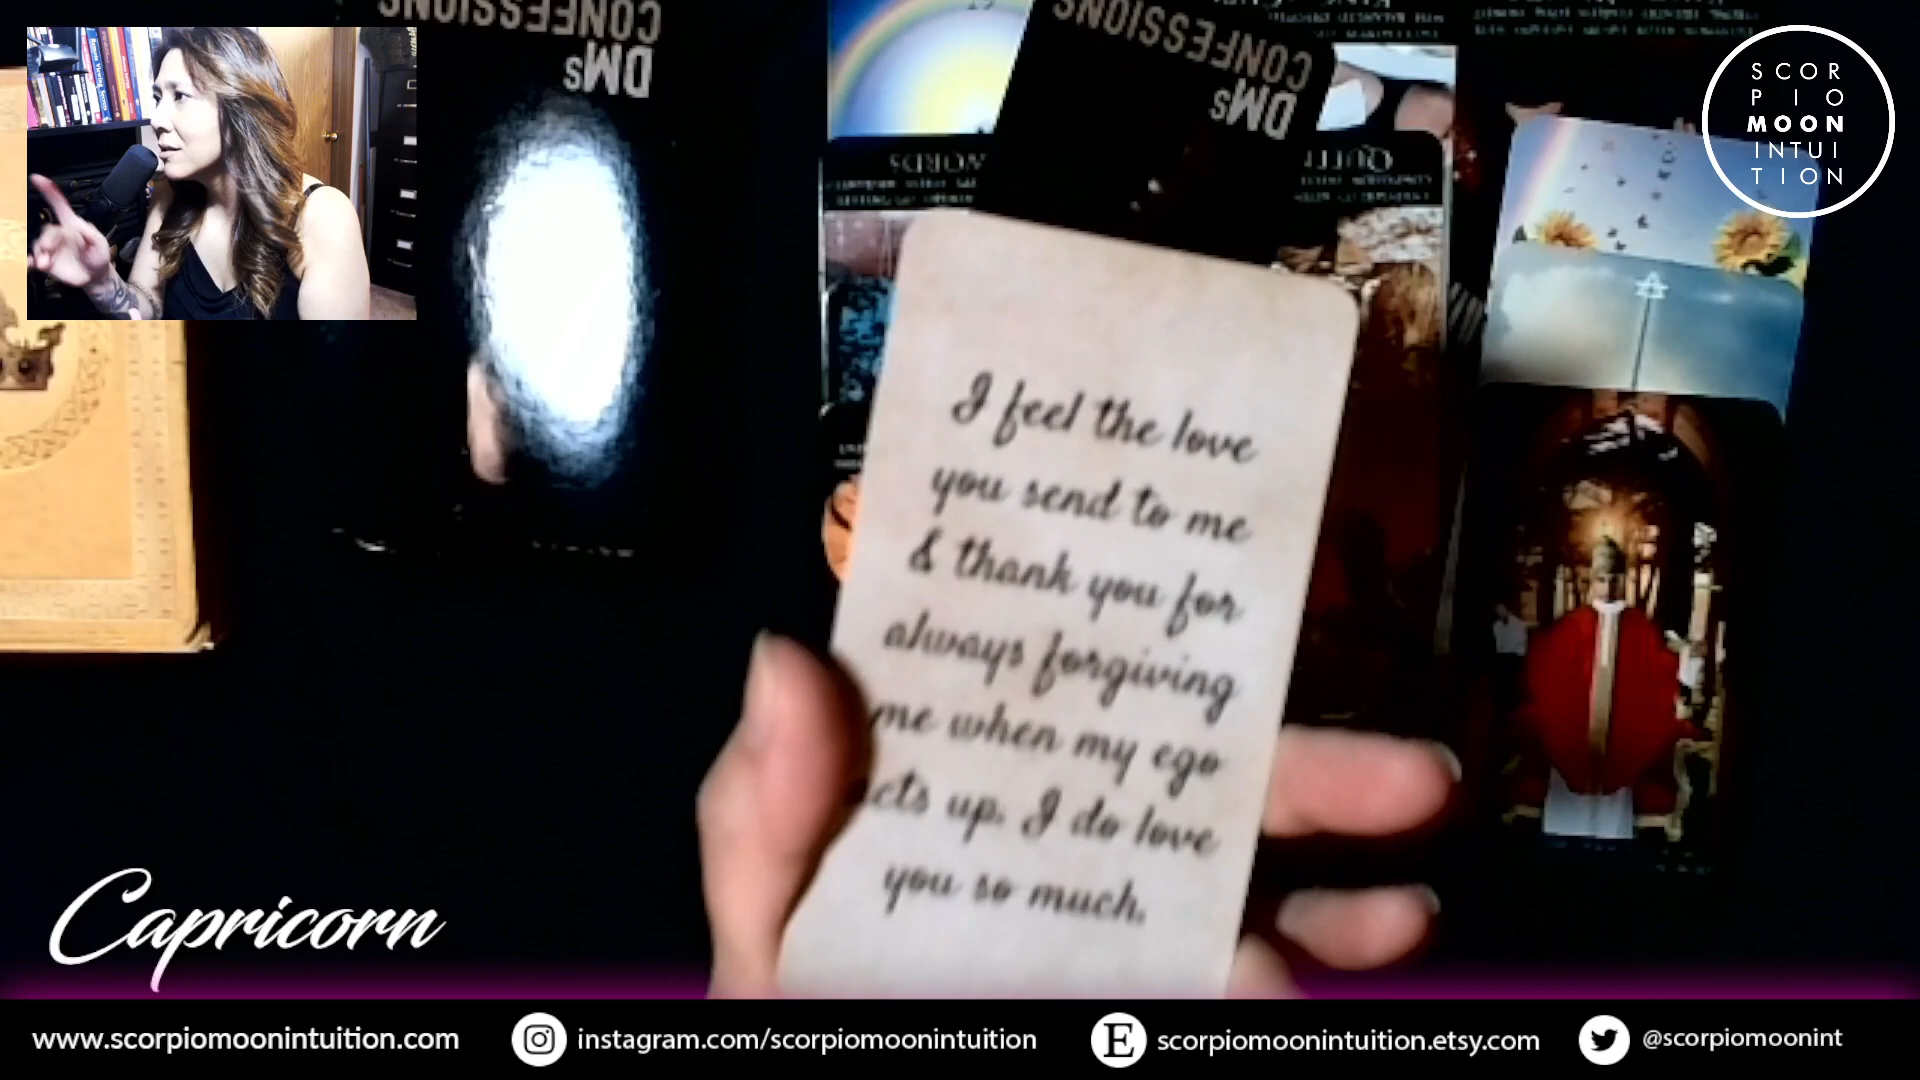 CONFESSIONS
DMs
CONFESSIONS
DMs
SCOR
PIO
MOON
INTUI
TION
SWORDS
QUEEN
I feel the love
you send to me
& thank you for
always forgiving
me when my ego
acts up. I do love
you so much.
Capricorn
www.scorpiomoonintuition.com
instagram.com/scorpiomoonintuition
E
scorpiomoonintuition.etsy.com
@scorpiomoonint